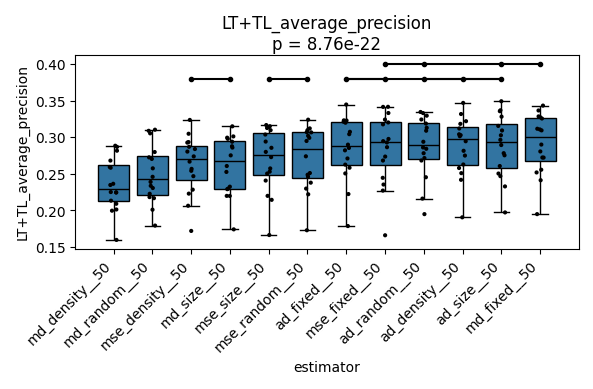 LT+TL_average_precision
p = 8.76e-22
LT+TL_average_precision
0.40
0.35
0.30
0.25
0.20
0.15
md_density__50
md_random__50
mse_density__50
md_size__50
mse_size__50
mse_random__50
ad_fixed__50
mse_fixed__50
ad_random__50
ad_density__50
ad_size__50
md_fixed__50
estimator